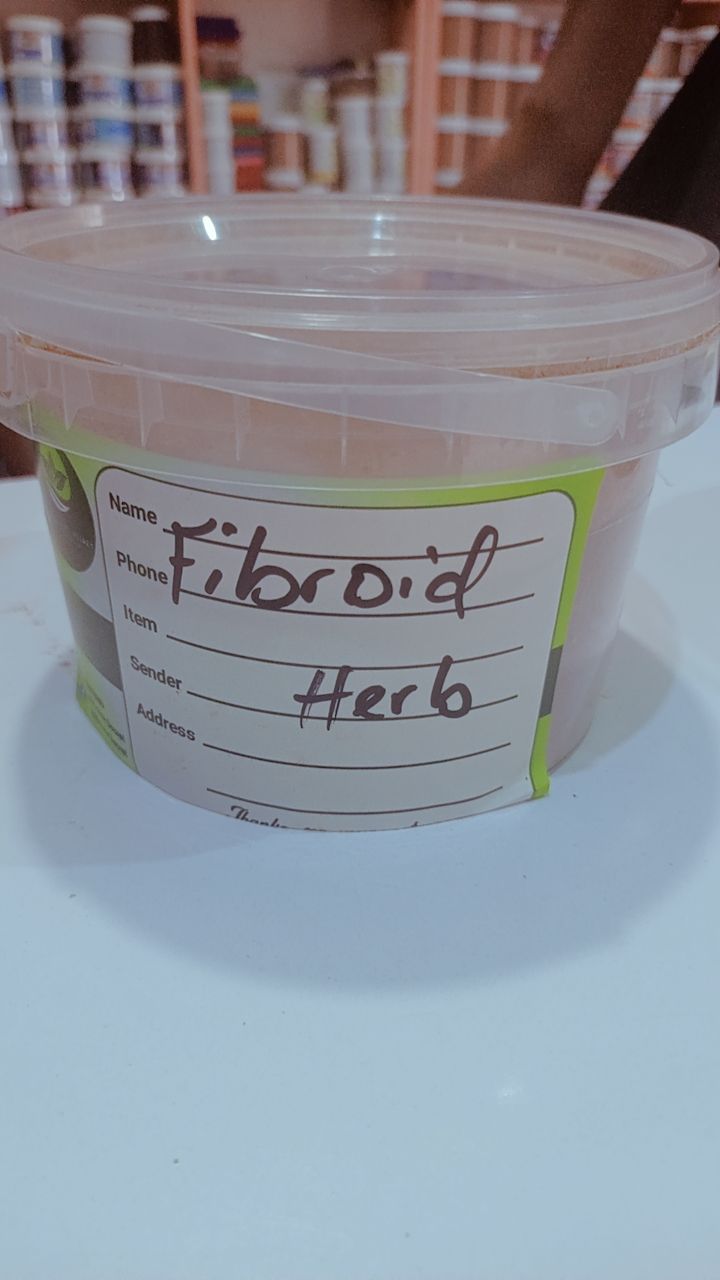 Name
Fibroid
Phone
Item
Sender
Herb
Address